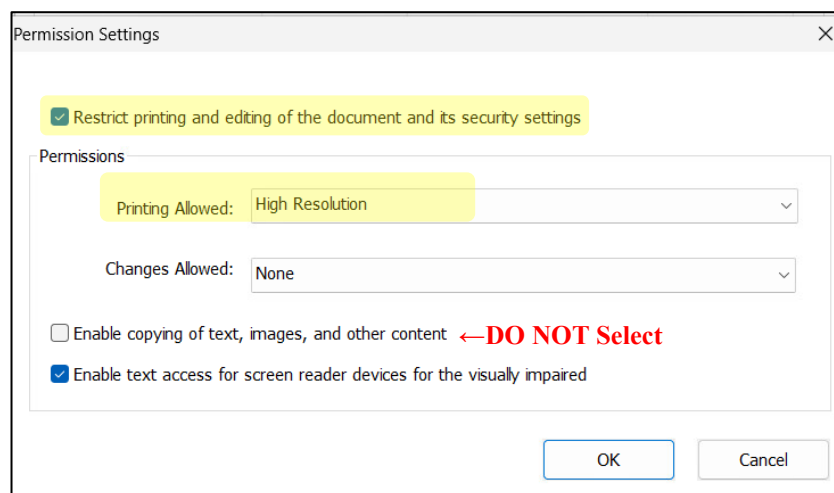 Permission Settings
Restrict printing and editing of the document and its security settings
Permissions
Printing Allowed: High Resolution
Changes Allowed: None
Enable copying of text, images, and other content ←DO NOT Select
Enable text access for screen reader devices for the visually impaired
OK Cancel